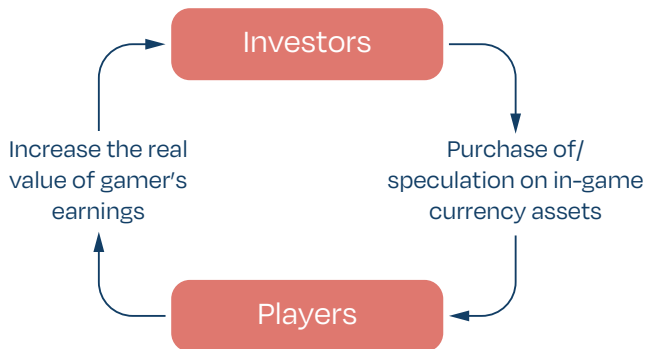 Investors
Increase the real
value of gamer's
earnings
Purchase of/
speculation on in-game
currency assets
Players